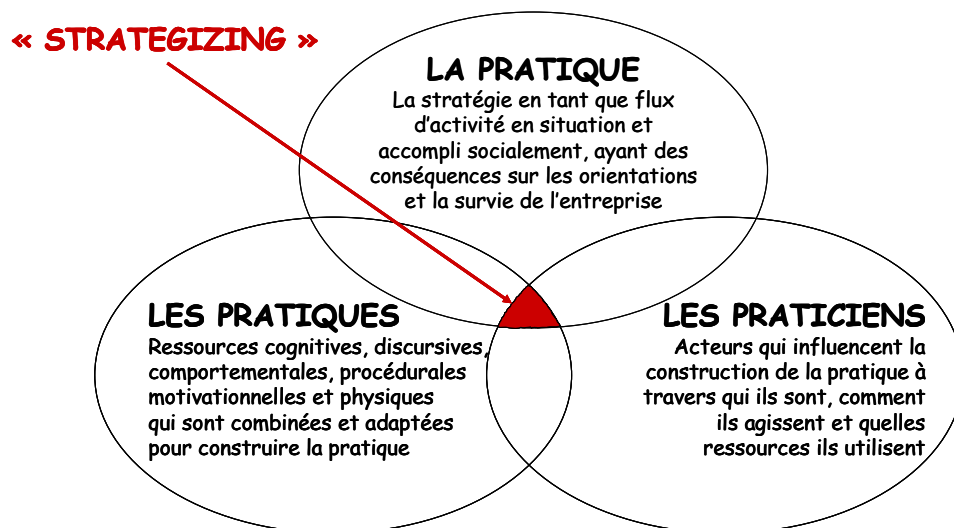 « STRATEGIZING »
LA PRATIQUE
La stratégie en tant que flux
d'activité en situation et
accompli socialement, ayant des
conséquences sur les orientations
et la survie de l'entreprise
LES PRATIQUES
Ressources cognitives, discursives,
comportementales, procédurales
motivationnelles et physiques
qui sont combinées et adaptées
pour construire la pratique
LES PRATICIENS
Acteurs qui influencent la
construction de la pratique à
travers qui ils sont, comment
ils agissent et quelles
ressources ils utilisent